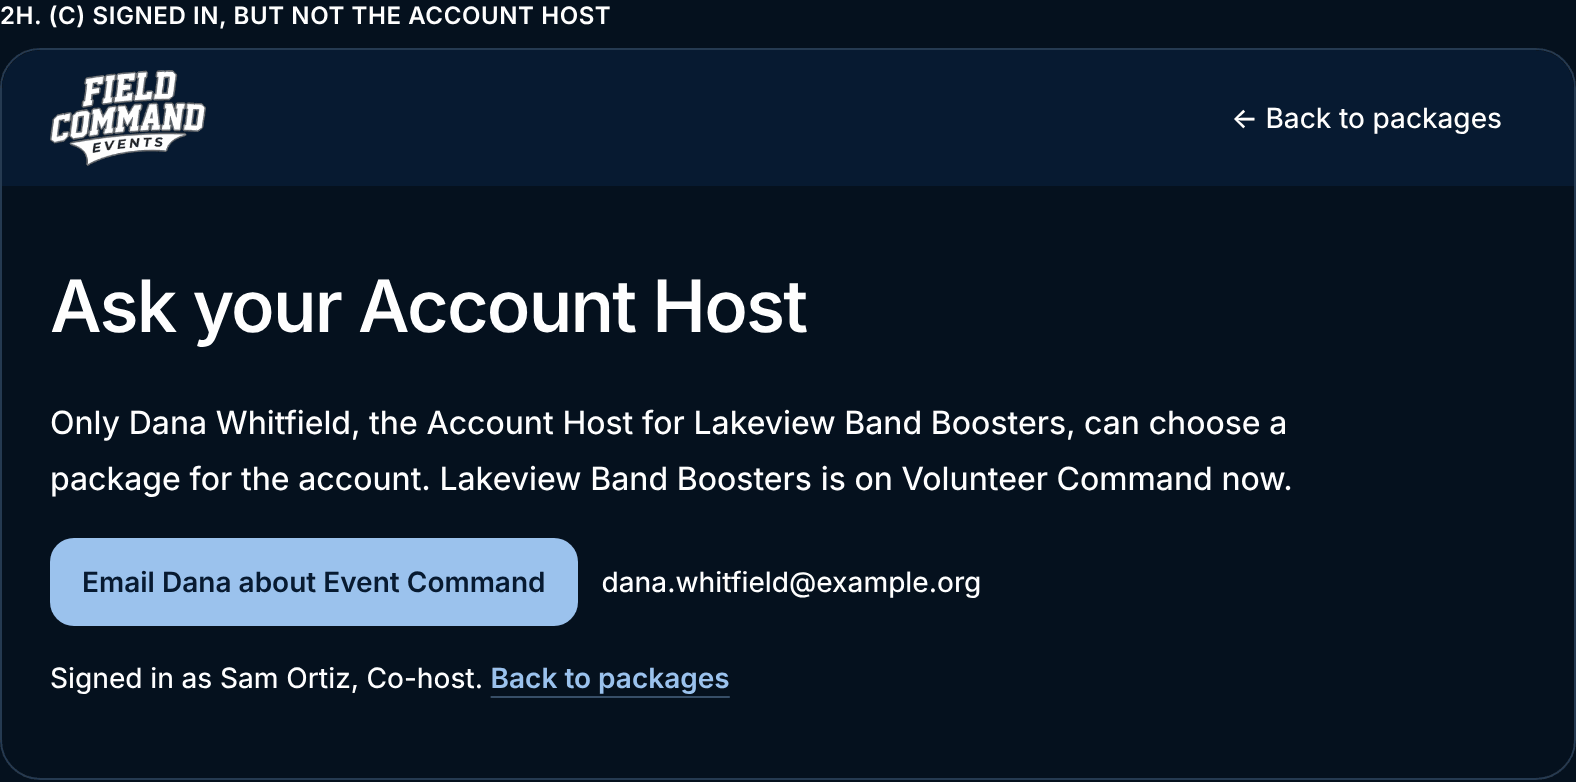 2H. (C) SIGNED IN, BUT NOT THE ACCOUNT HOST
FIELD
COMMAND
EVENTS
← Back to packages
Ask your Account Host
Only Dana Whitfield, the Account Host for Lakeview Band Boosters, can choose a
package for the account. Lakeview Band Boosters is on Volunteer Command now.
Email Dana about Event Command
dana.whitfield@example.org
Signed in as Sam Ortiz, Co-host. Back to packages